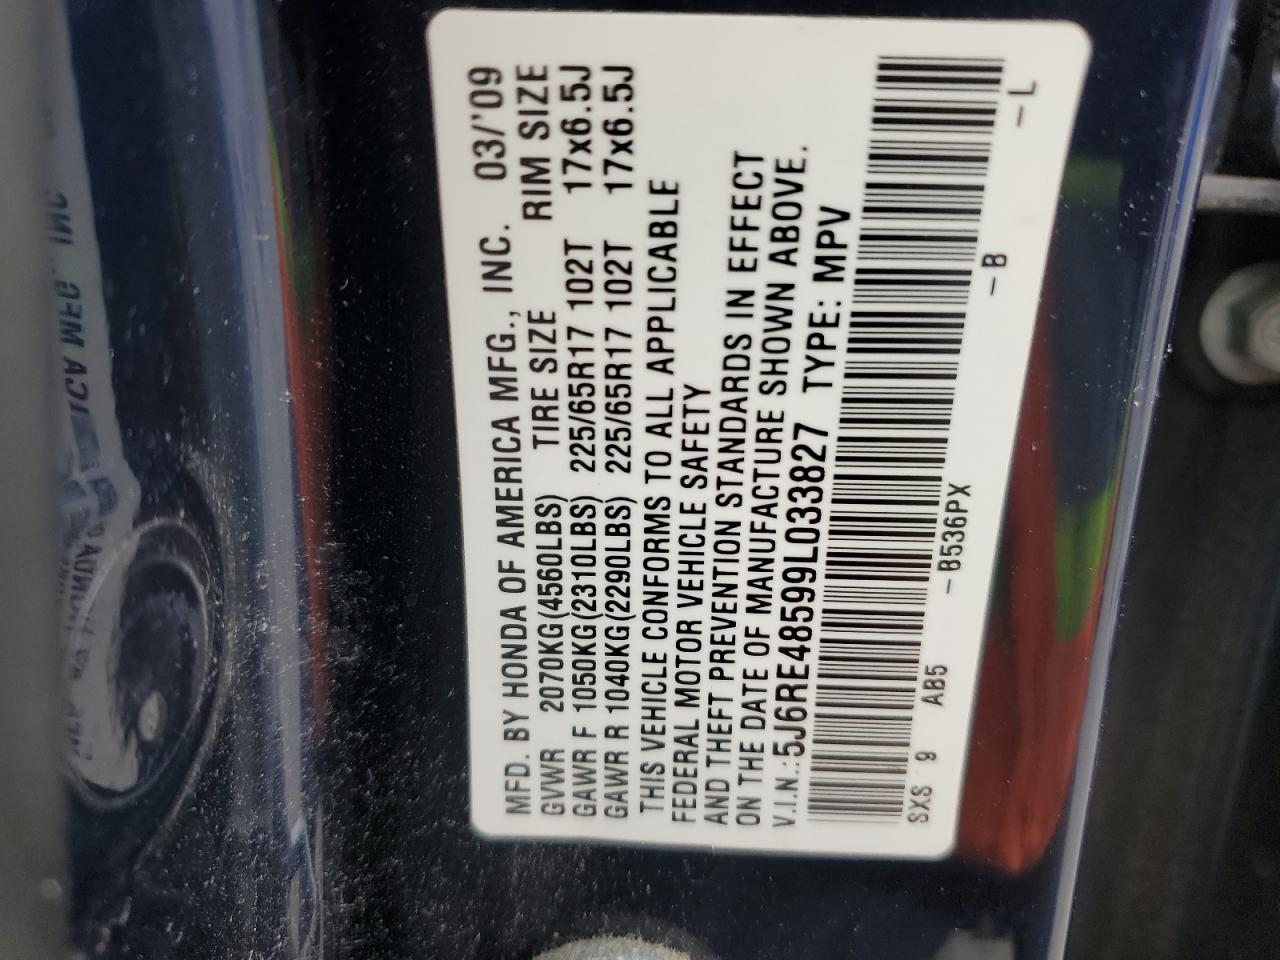 MFD. BY HONDA OF AMERICA MFG., INC. 03/'09
GVWR 2070KG(4560LBS) TIRE SIZE RIM SIZE
GAWR F 1050KG(2310LBS) 225/65R17 102T 17x6.5J
GAWR R 1040KG(2290LBS) 225/65R17 102T 17x6.5J
THIS VEHICLE CONFORMS TO ALL APPLICABLE
FEDERAL MOTOR VEHICLE SAFETY
AND THEFT PREVENTION STANDARDS IN EFFECT
ON THE DATE OF MANUFACTURE SHOWN ABOVE.
V.I.N.:5J6RE48599L033827 TYPE: MPV
SXS 9 AB5 -B536PX -B -L